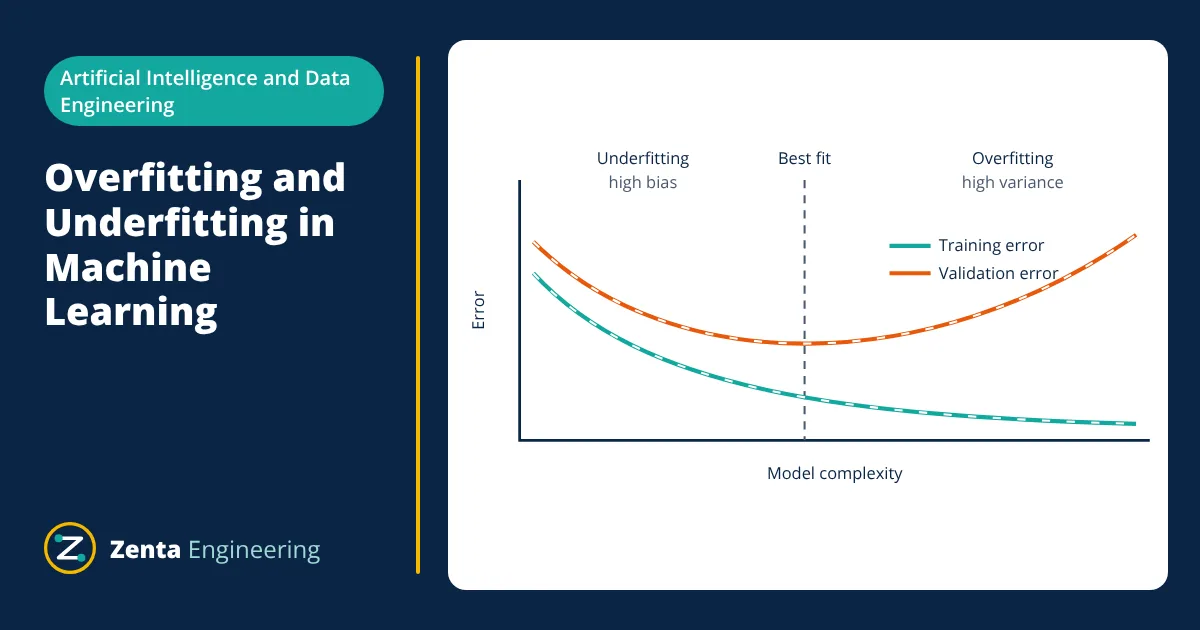 Artificial Intelligence and Data
Engineering
Overfitting and
Underfitting in
Machine
Learning
Zenta Engineering
Underfitting
high bias
Best fit
Overfitting
high variance
Training error
Validation error
Error
Model complexity